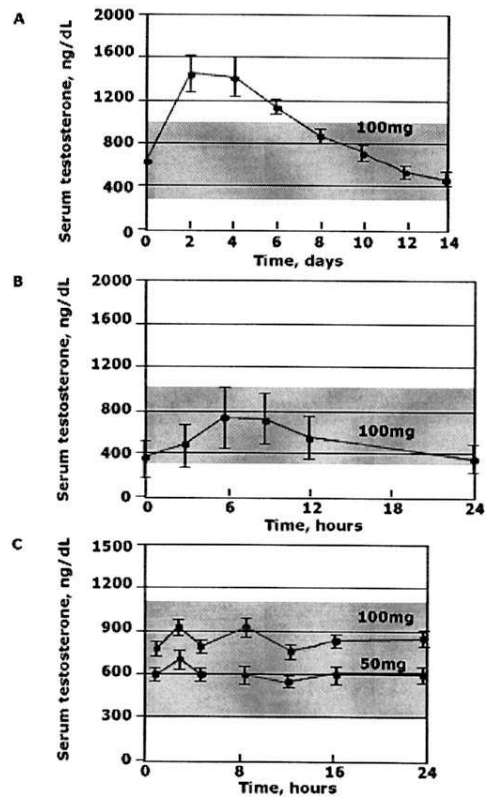 A
Serum testosterone, ng/dL
2000
1600
1200
800
400
0
100mg
0 2 4 6 8 10 12 14
Time, days
B
Serum testosterone, ng/dL
2000
1600
1200
800
400
0
100mg
0 6 12 18 24
Time, hours
C
Serum testosterone, ng/dL
1500
1200
900
600
300
0
100mg
50mg
0 8 16 24
Time, hours